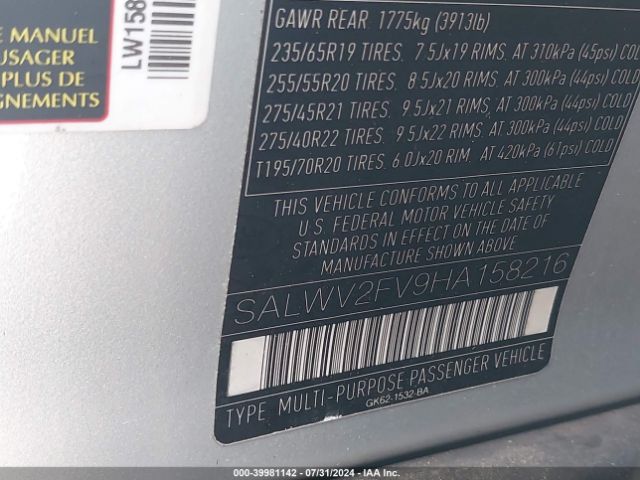 E MANUEL
USAGER
PLUS DE
GNEMENTS
LW158
GAWR REAR 1775kg (3913lb)
235/65R19 TIRES. 7.5Jx19 RIMS. AT 310kPa (45psi) COLD
255/55R20 TIRES. 8.5Jx20 RIMS. AT 300kPa (44psi) COLD
275/45R21 TIRES. 9.5Jx21 RIMS. AT 300kPa (44psi) COLD
275/40R22 TIRES. 9.5Jx22 RIMS. AT 300kPa (44psi) COLD
T195/70R20 TIRES. 6.0Jx20 RIM. AT 420kPa (61psi) COLD
THIS VEHICLE CONFORMS TO ALL APPLICABLE
U.S. FEDERAL MOTOR VEHICLE SAFETY
STANDARDS IN EFFECT ON THE DATE OF
MANUFACTURE SHOWN ABOVE.
SALWV2FV9HA158216
TYPE: MULTI-PURPOSE PASSENGER VEHICLE
GK62-1532-BA
000-39981142 - 07/31/2024 - IAA Inc.